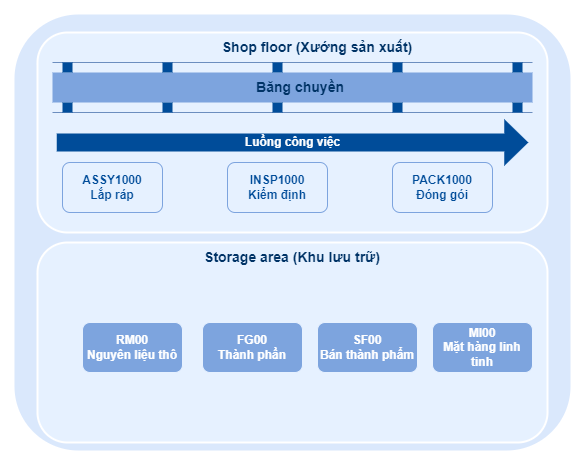 Shop floor (Xưởng sản xuất)
Băng chuyền
Luồng công việc
ASSY1000
Lắp ráp
INSP1000
Kiểm định
PACK1000
Đóng gói
Storage area (Khu lưu trữ)
RM00
Nguyên liệu thô
FG00
Thành phần
SF00
Bán thành phẩm
MI00
Mặt hàng linh
tinh